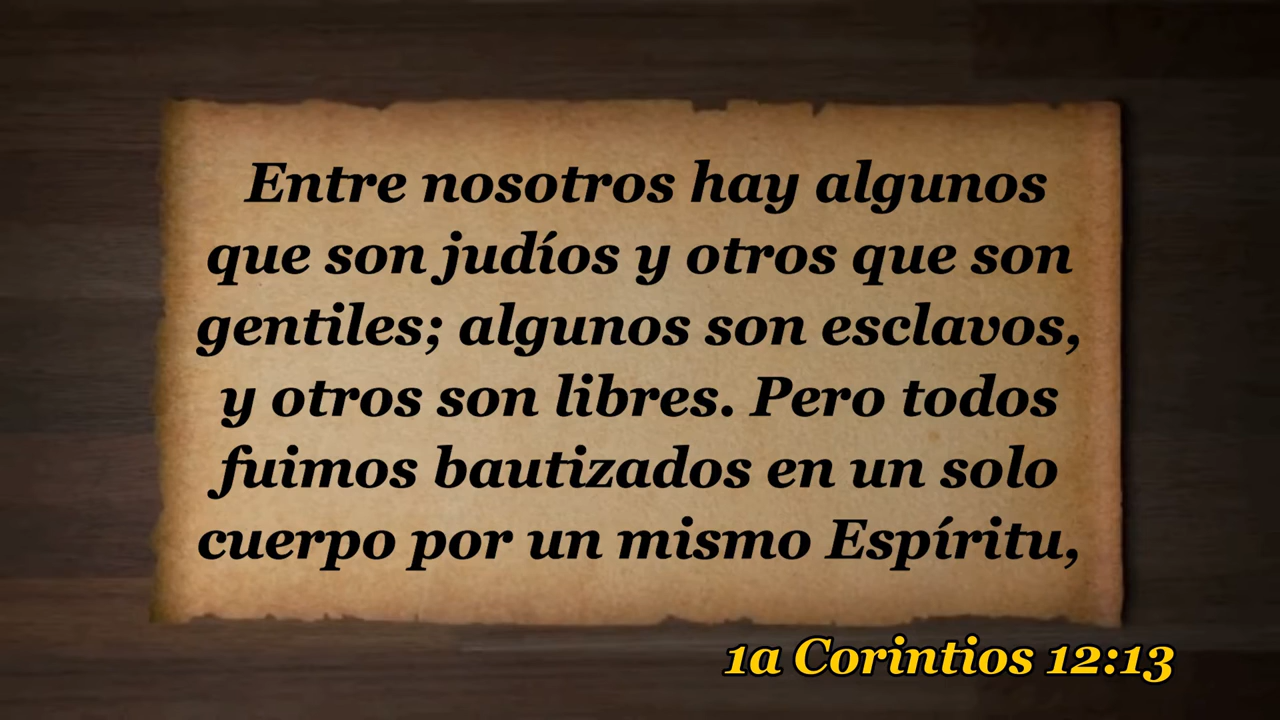 Entre nosotros hay algunos
que son judíos y otros que son
gentiles; algunos son esclavos,
y otros son libres. Pero todos
fuimos bautizados en un solo
cuerpo por un mismo Espíritu,
1a Corintios 12:13